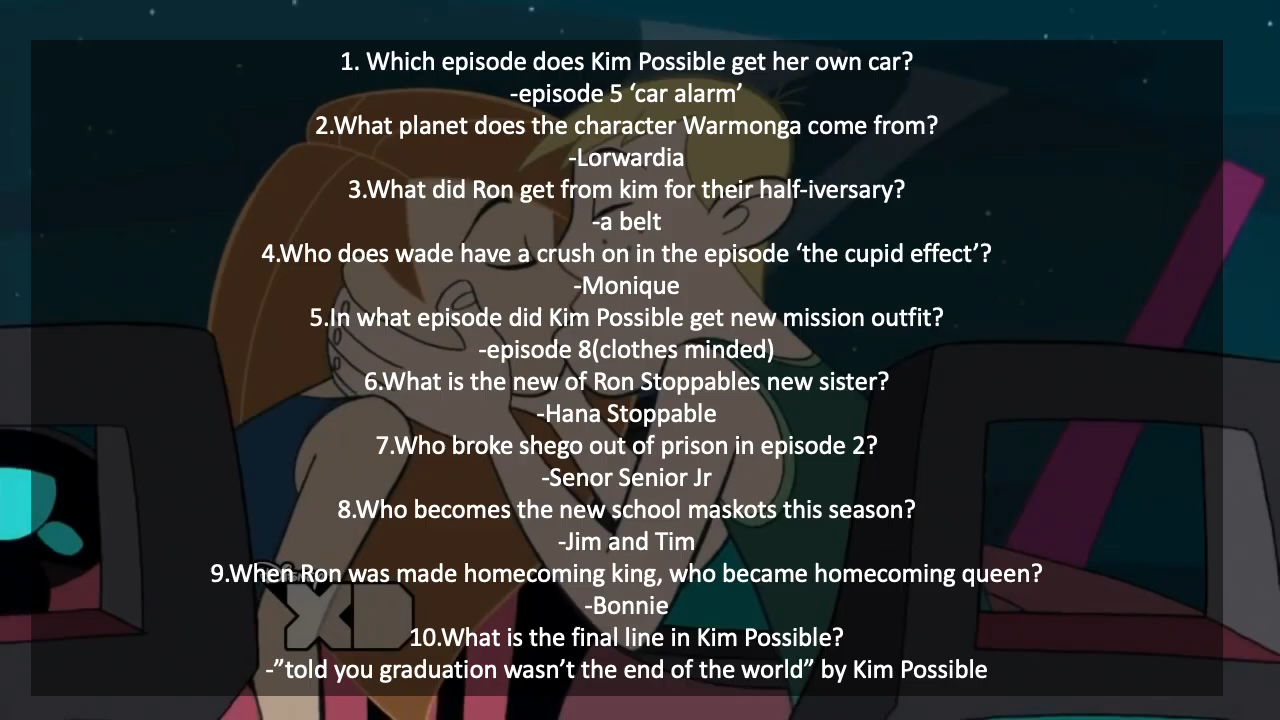 1. Which episode does Kim Possible get her own car?
-episode 5 ‘car alarm’
2.What planet does the character Warmonga come from?
-Lorwardia
3.What did Ron get from kim for their half-iversary?
-a belt
4.Who does wade have a crush on in the episode ‘the cupid effect’?
-Monique
5.In what episode did Kim Possible get new mission outfit?
-episode 8(clothes minded)
6.What is the new of Ron Stoppables new sister?
-Hana Stoppable
7.Who broke shego out of prison in episode 2?
-Senor Senior Jr
8.Who becomes the new school maskots this season?
-Jim and Tim
9.When Ron was made homecoming king, who became homecoming queen?
-Bonnie
XD
10.What is the final line in Kim Possible?
-”told you graduation wasn’t the end of the world” by Kim Possible